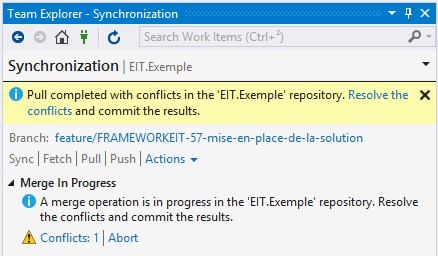 Team Explorer - Synchronization
Search Work Items (Ctrl+²)
Synchronization | EIT.Exemple
Pull completed with conflicts in the 'EIT.Exemple' repository. Resolve the
conflicts and commit the results.
Branch: feature/FRAMEWORKEIT-57-mise-en-place-de-la-solution
Sync | Fetch | Pull | Push | Actions
Merge In Progress
A merge operation is in progress in the 'EIT.Exemple' repository. Resolve
the conflicts and commit the results.
Conflicts: 1 | Abort